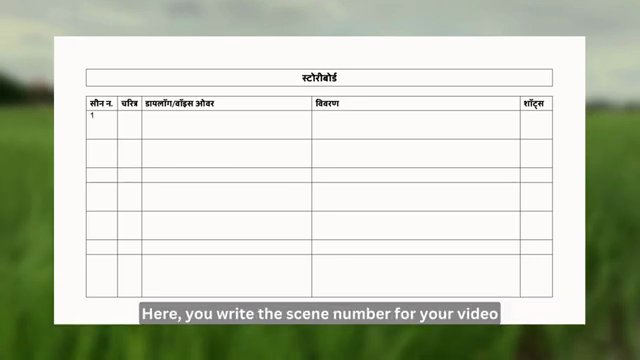 स्टोरीबोर्ड
सीन न. चरित्र डायलॉग/वॉइस ओवर विवरण शॉट्स
1
Here, you write the scene number for your video